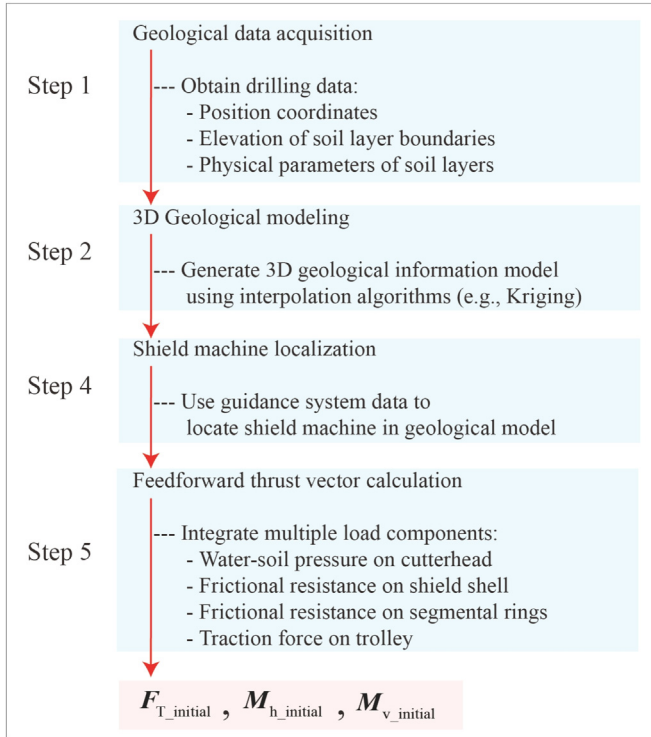 Geological data acquisition
Step 1
--- Obtain drilling data:
- Position coordinates
- Elevation of soil layer boundaries
- Physical parameters of soil layers
3D Geological modeling
Step 2
--- Generate 3D geological information model
using interpolation algorithms (e.g., Kriging)
Shield machine localization
Step 4
--- Use guidance system data to
locate shield machine in geological model
Feedforward thrust vector calculation
Step 5
--- Integrate multiple load components:
- Water-soil pressure on cutterhead
- Frictional resistance on shield shell
- Frictional resistance on segmental rings
- Traction force on trolley
F_T_initial , M_h_initial , M_v_initial